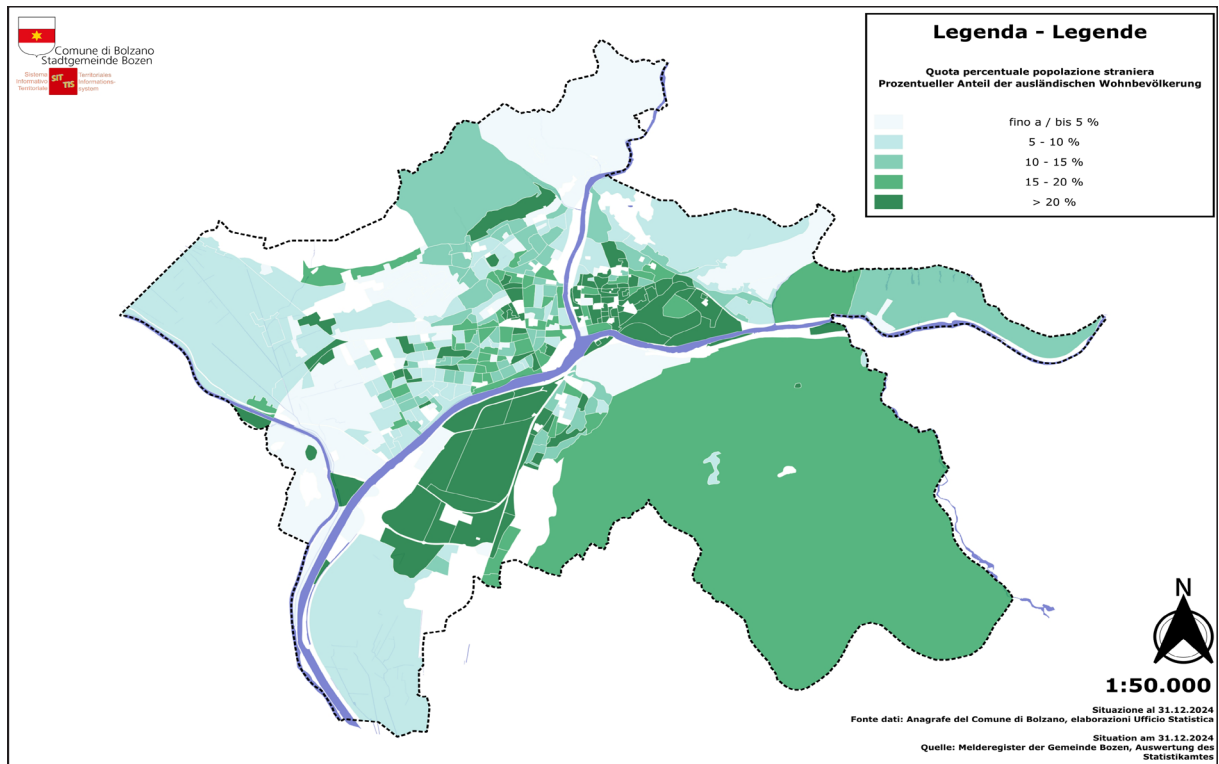 Comune di Bolzano
Stadtgemeinde Bozen
Sistema
Informativo
Territoriale
SIT
TIS
Territoriales
Informations-
system
Legenda - Legende
Quota percentuale popolazione straniera
Prozentueller Anteil der ausländischen Wohnbevölkerung
fino a / bis 5 %
5 - 10 %
10 - 15 %
15 - 20 %
> 20 %
N
1:50.000
Situazione al 31.12.2024
Fonte dati: Anagrafe del Comune di Bolzano, elaborazioni Ufficio Statistica
Situation am 31.12.2024
Quelle: Melderegister der Gemeinde Bozen, Auswertung des
Statistikamtes